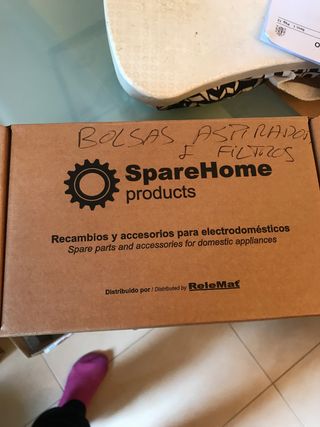 BOLSAS ASPIRADOR
& FILTROS
SpareHome
products
Recambios y accesorios para electrodomésticos
Spare parts and accessories for domestic appliances
Distribuido por / Distributed by ReleMat